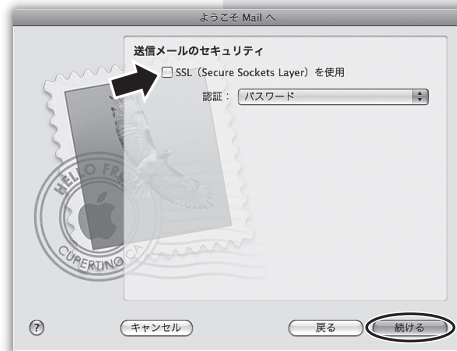 ようこそ Mail へ
送信メールのセキュリティ
SSL（Secure Sockets Layer）を使用
認証： パスワード
HELLO FR
CUPERTINO CA
? キャンセル 戻る 続ける